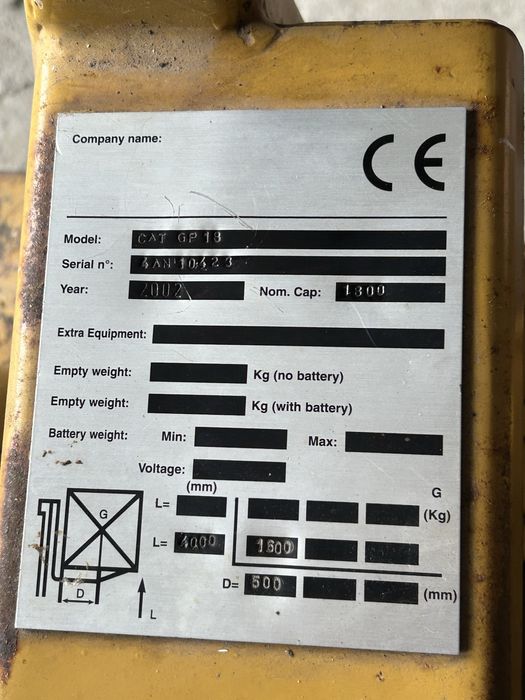 Company name:
CE
Model: CAT GP 18
Serial n°: 4AN10423
Year: 2002 Nom. Cap: 1800
Extra Equipment:
Empty weight: Kg (no battery)
Empty weight: Kg (with battery)
Battery weight: Min: Max:
Voltage:
(mm) G
L= (Kg)
G
L= 4000 1600
D= 500 (mm)
D
L